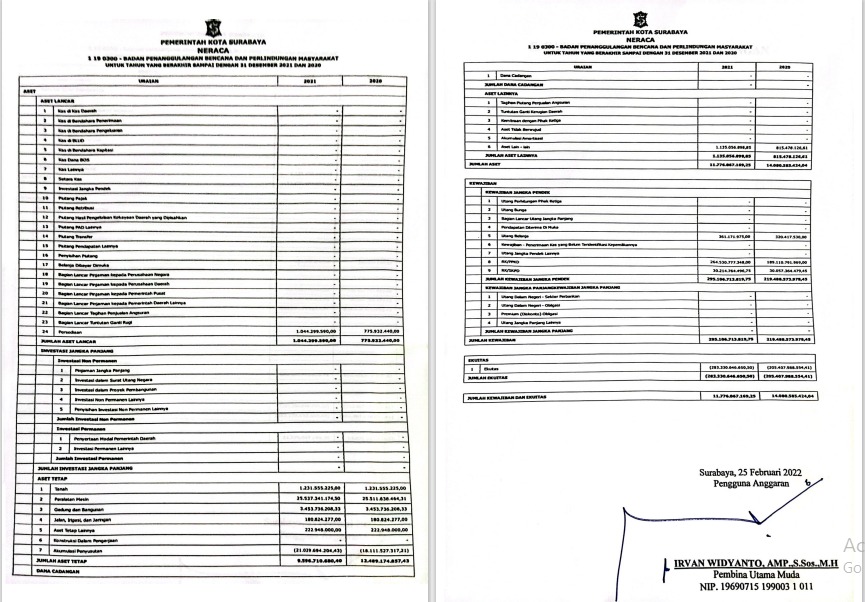 PEMERINTAH KOTA SURABAYA
NERACA
1 19 0300 - BADAN PENANGGULANGAN BENCANA DAN PERLINDUNGAN MASYARAKAT
UNTUK TAHUN YANG BERAKHIR SAMPAI DENGAN 31 DESEMBER 2021 DAN 2020
URAIAN 2021 2020
ASET
ASET LANCAR
1 Kas di Kas Daerah - -
2 Kas di Bendahara Penerimaan - -
3 Kas di Bendahara Pengeluaran - -
4 Kas di BLUD - -
5 Kas di Bendahara Kapitasi - -
6 Kas Dana BOS - -
7 Kas Lainnya - -
8 Setara Kas - -
9 Investasi Jangka Pendek - -
10 Piutang Pajak - -
11 Piutang Retribusi - -
12 Piutang Hasil Pengelolaan Kekayaan Daerah yang Dipisahkan - -
13 Piutang PAD Lainnya - -
14 Piutang Transfer - -
15 Piutang Pendapatan Lainnya - -
16 Penyisihan Piutang - -
17 Belanja Dibayar Dimuka - -
18 Bagian Lancar Pinjaman kepada Perusahaan Negara - -
19 Bagian Lancar Pinjaman kepada Perusahaan Daerah - -
20 Bagian Lancar Pinjaman kepada Pemerintah Pusat - -
21 Bagian Lancar Pinjaman kepada Pemerintah Daerah Lainnya - -
22 Bagian Lancar Tagihan Penjualan Angsuran - -
23 Bagian Lancar Tuntutan Ganti Rugi - -
24 Persediaan 1.044.399.590,00 775.932.440,00
JUMLAH ASET LANCAR 1.044.399.590,00 775.932.440,00
INVESTASI JANGKA PANJANG
Investasi Non Permanen
1 Pinjaman Jangka Panjang - -
2 Investasi dalam Surat Utang Negara - -
3 Investasi dalam Proyek Pembangunan - -
4 Investasi Non Permanen Lainnya - -
5 Penyisihan Investasi Non Permanen Lainnya - -
Jumlah Investasi Non Permanen - -
Investasi Permanen
1 Penyertaan Modal Pemerintah Daerah - -
2 Investasi Permanen Lainnya - -
Jumlah Investasi Permanen - -
JUMLAH INVESTASI JANGKA PANJANG - -
ASET TETAP
1 Tanah 1.231.555.225,00 1.231.555.225,00
2 Peralatan Mesin 25.537.341.174,50
3 Gedung dan Bangunan 3.453.736.208,33 3.453.736.208,33
4 Jalan, Irigasi, dan Jaringan 180.824.277,00 180.824.277,00
5 Aset Tetap Lainnya 222.948.000,00 222.948.000,00
6 Konstruksi Dalam Pengerjaan - -
7 Akumulasi Penyusutan (21.029.694.204,43) (18.111.527.317,21)
JUMLAH ASET TETAP 9.596.710.680,40 12.489.174.857,43
DANA CADANGAN
PEMERINTAH KOTA SURABAYA
NERACA
1 19 0300 - BADAN PENANGGULANGAN BENCANA DAN PERLINDUNGAN MASYARAKAT
UNTUK TAHUN YANG BERAKHIR SAMPAI DENGAN 31 DESEMBER 2021 DAN 2020
URAIAN 2021 2020
1 Dana Cadangan - -
JUMLAH DANA CADANGAN - -
ASET LAINNYA
1 Tagihan Piutang Penjualan Angsuran - -
2 Tuntutan Ganti Kerugian Daerah - -
3 Kemitraan dengan Pihak Ketiga - -
4 Aset Tidak Berwujud - -
5 Akumulasi Amortisasi - -
6 Aset Lain - lain 1.135.056.898,85 815.478.126,61
JUMLAH ASET LAINNYA 1.135.056.898,85 815.478.126,61
JUMLAH ASET 11.776.867.169,25 14.080.585.424,04
KEWAJIBAN
KEWAJIBAN JANGKA PENDEK
1 Utang Perhitungan Pihak Ketiga - -
2 Utang Bunga - -
3 Bagian Lancar Utang Jangka Panjang - -
4 Pendapatan Diterima Di Muka - -
5 Utang Belanja 361.171.973,00 320.417.530,00
6 Kewajiban - Penerimaan Kas yang Belum Teridentifikasi Kepemilikannya - -
7 Utang Jangka Pendek Lainnya - -
8 RK/PPKD 264.530.777.348,00 189.110.791.969,00
9 RK/SKPD 30.214.764.498,75 30.057.364.479,45
JUMLAH KEWAJIBAN JANGKA PENDEK 295.106.713.819,75 219.488.573.978,45
KEWAJIBAN JANGKA PANJANGKEWAJIBAN JANGKA PANJANG
1 Utang Dalam Negeri - Sektor Perbankan - -
2 Utang Dalam Negeri - Obligasi - -
3 Premium (Diskonto) Obligasi - -
4 Utang Jangka Panjang Lainnya - -
JUMLAH KEWAJIBAN JANGKA PANJANG - -
JUMLAH KEWAJIBAN 295.106.713.819,75 219.488.573.978,45
EKUITAS
1 Ekuitas (283.330.646.650,50) (205.407.988.554,41)
JUMLAH EKUITAS (283.330.646.650,50) (205.407.988.554,41)
JUMLAH KEWAJIBAN DAN EKUITAS 11.776.867.169,25 14.080.585.424,04
Surabaya, 25 Februari 2022
Pengguna Anggaran
IRVAN WIDYANTO, AMP.,S.Sos.,M.H
Pembina Utama Muda
NIP. 19690715 199003 1 011
Ac
Go